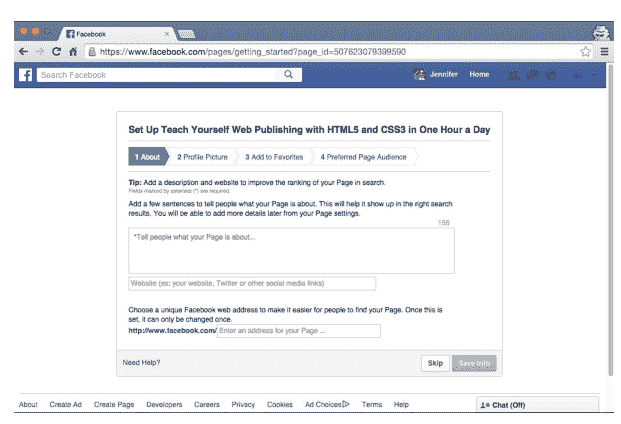 Facebook
https://www.facebook.com/pages/getting_started?page_id=507623079399590
Search Facebook
Jennifer Home
Set Up Teach Yourself Web Publishing with HTML5 and CSS3 in One Hour a Day
1 About 2 Profile Picture 3 Add to Favorites 4 Preferred Page Audience
Tip: Add a description and website to improve the ranking of your Page in search.
Fields marked by asterisks (*) are required.
Add a few sentences to tell people what your Page is about. This will help it show up in the right search
results. You will be able to add more details later from your Page settings.
155
*Tell people what your Page is about...
Website (ex: your website, Twitter or other social media links)
Choose a unique Facebook web address to make it easier for people to find your Page. Once this is
set, it can only be changed once.
http://www.facebook.com/ Enter an address for your Page ...
Need Help? Skip Save Info
About Create Ad Create Page Developers Careers Privacy Cookies Ad Choices Terms Help
Chat (Off)